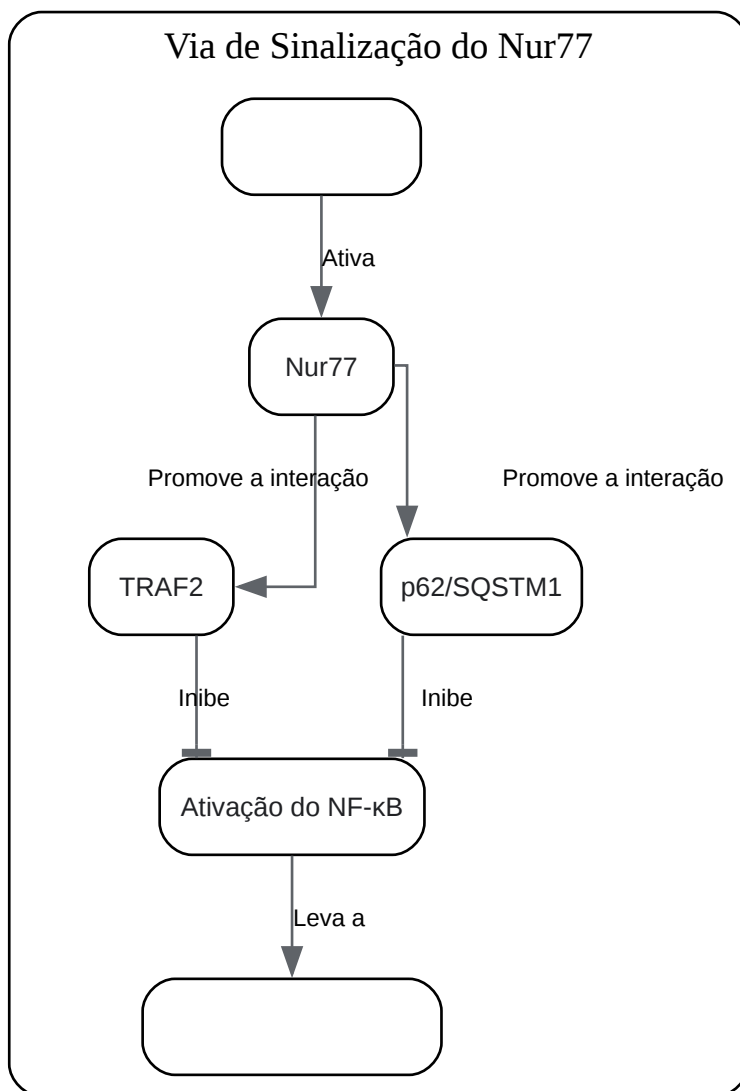 Via de Sinalização do Nur77
Ativa
Nur77
Promove a interação
Promove a interação
TRAF2
p62/SQSTM1
Inibe
Inibe
Ativação do NF-κB
Leva a